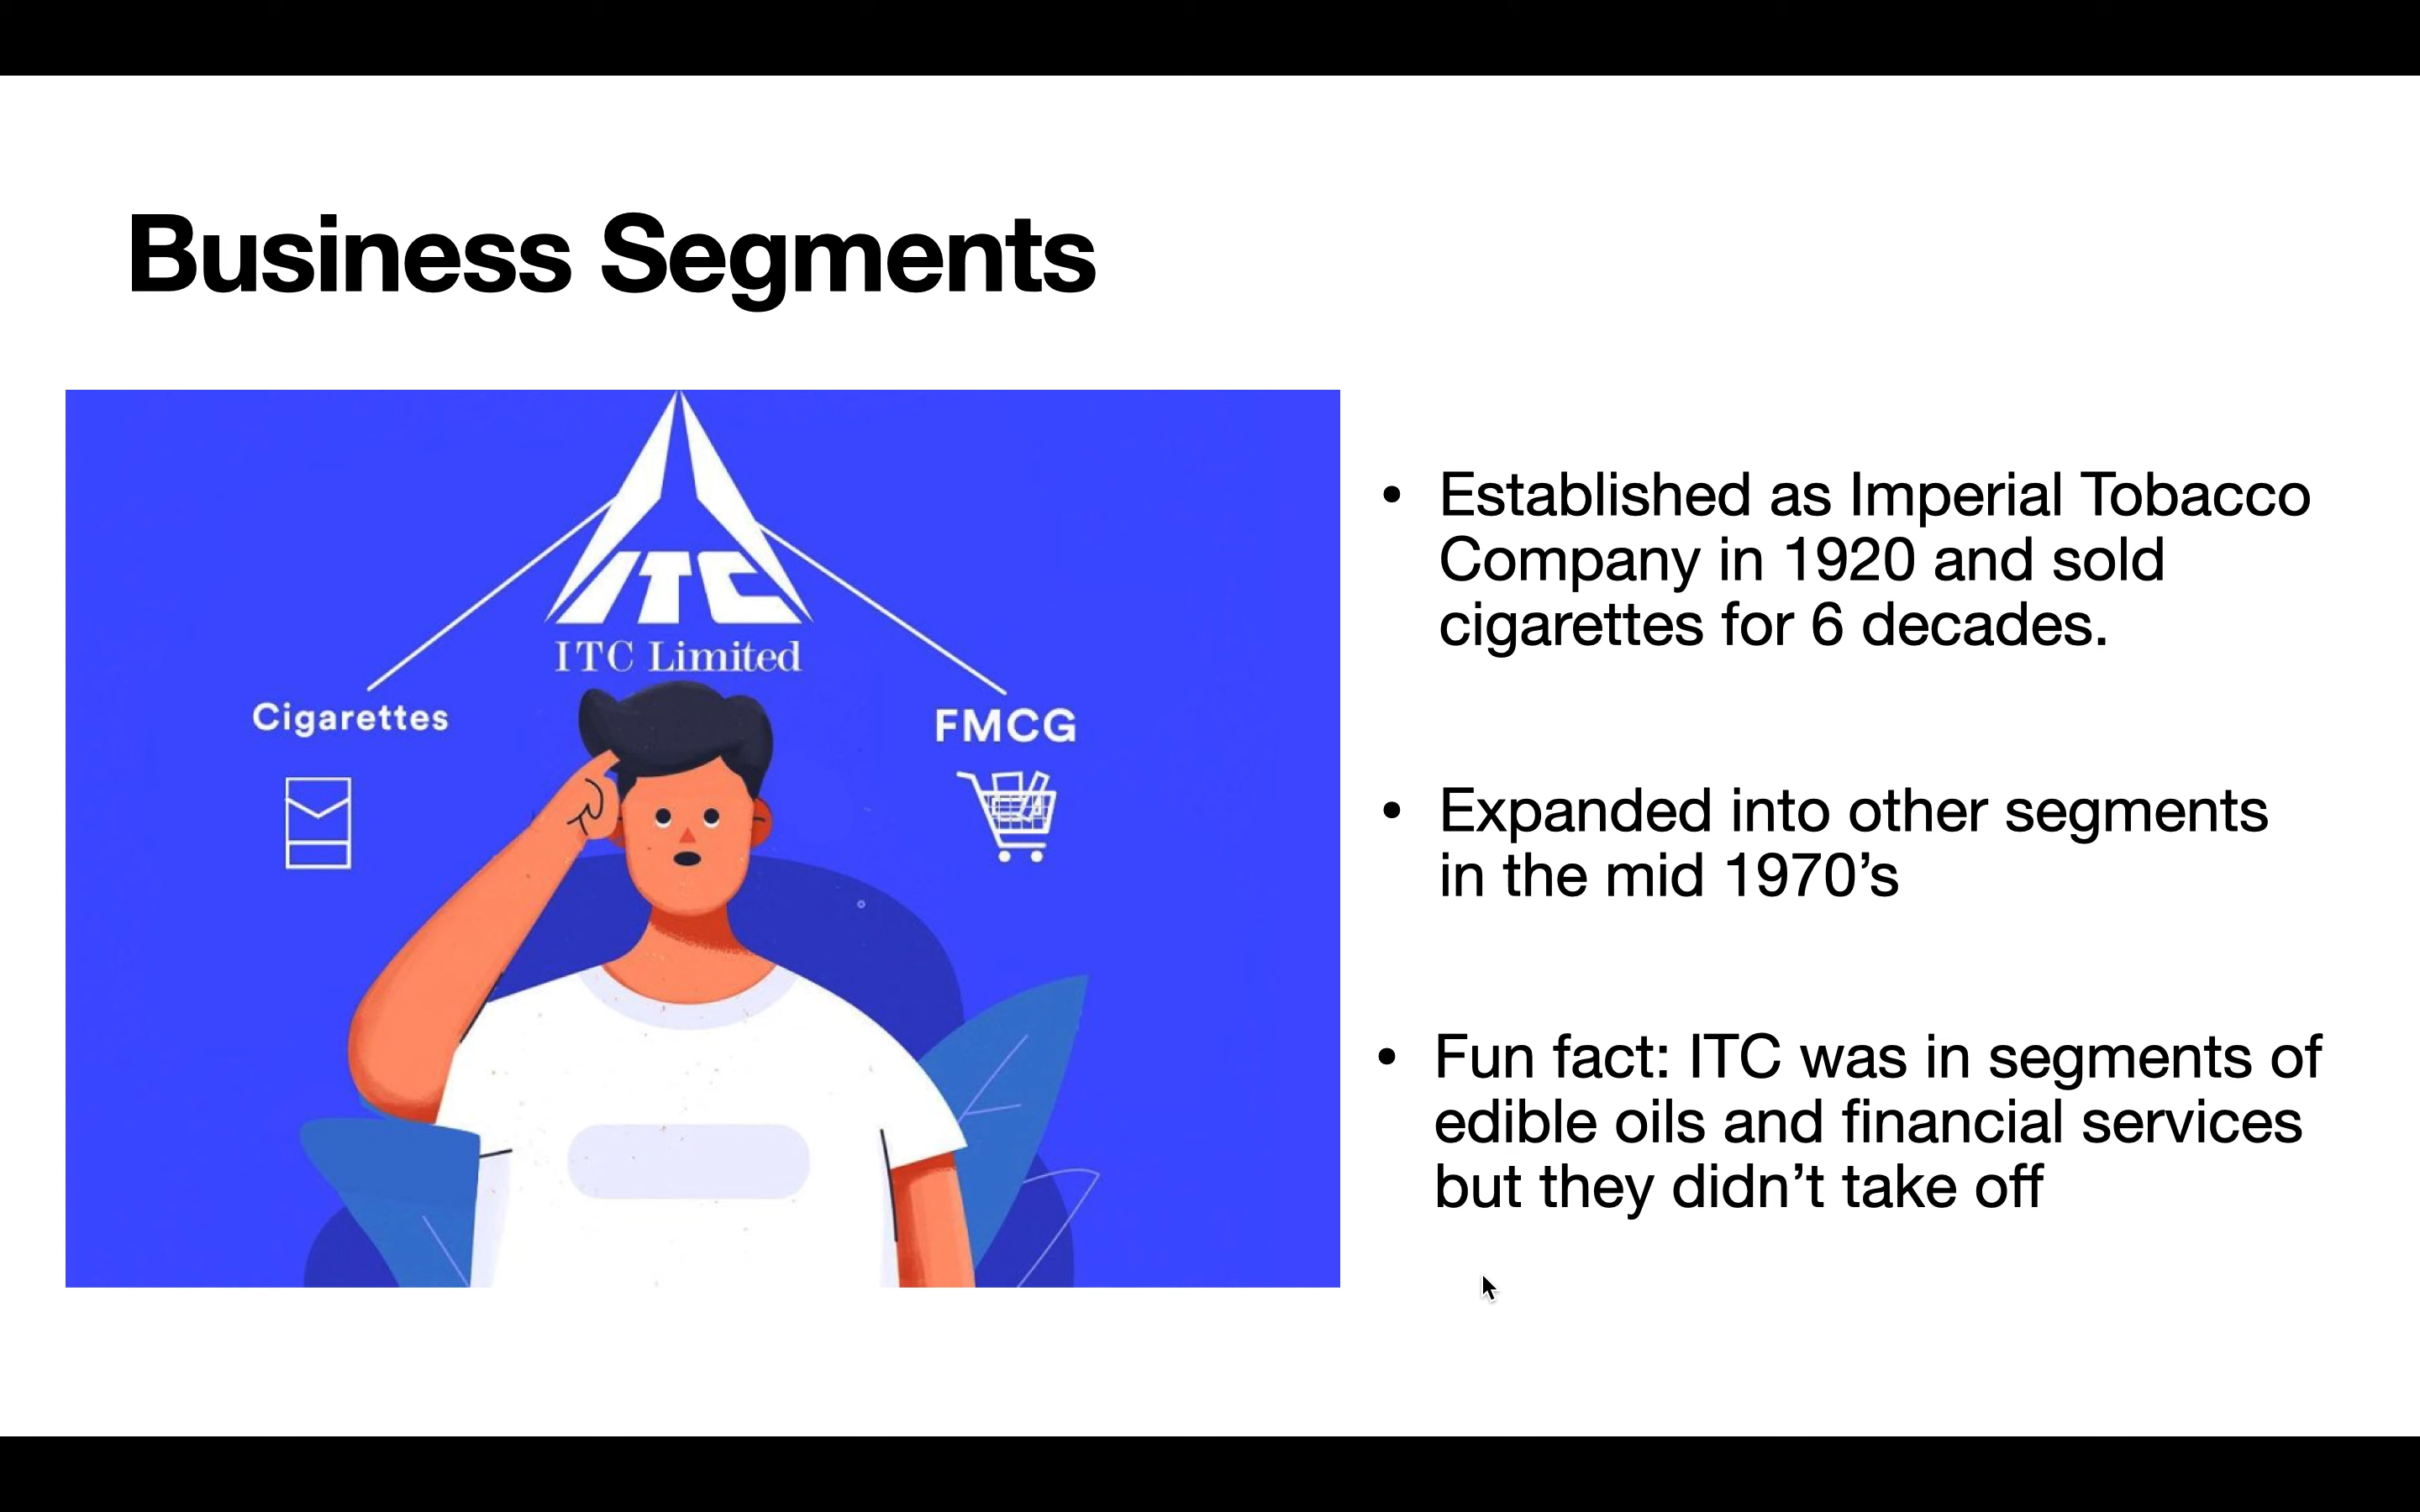 Business Segments
ITC
ITC Limited
Cigarettes
FMCG
• Established as Imperial Tobacco
Company in 1920 and sold
cigarettes for 6 decades.
• Expanded into other segments
in the mid 1970’s
• Fun fact: ITC was in segments of
edible oils and financial services
but they didn’t take off